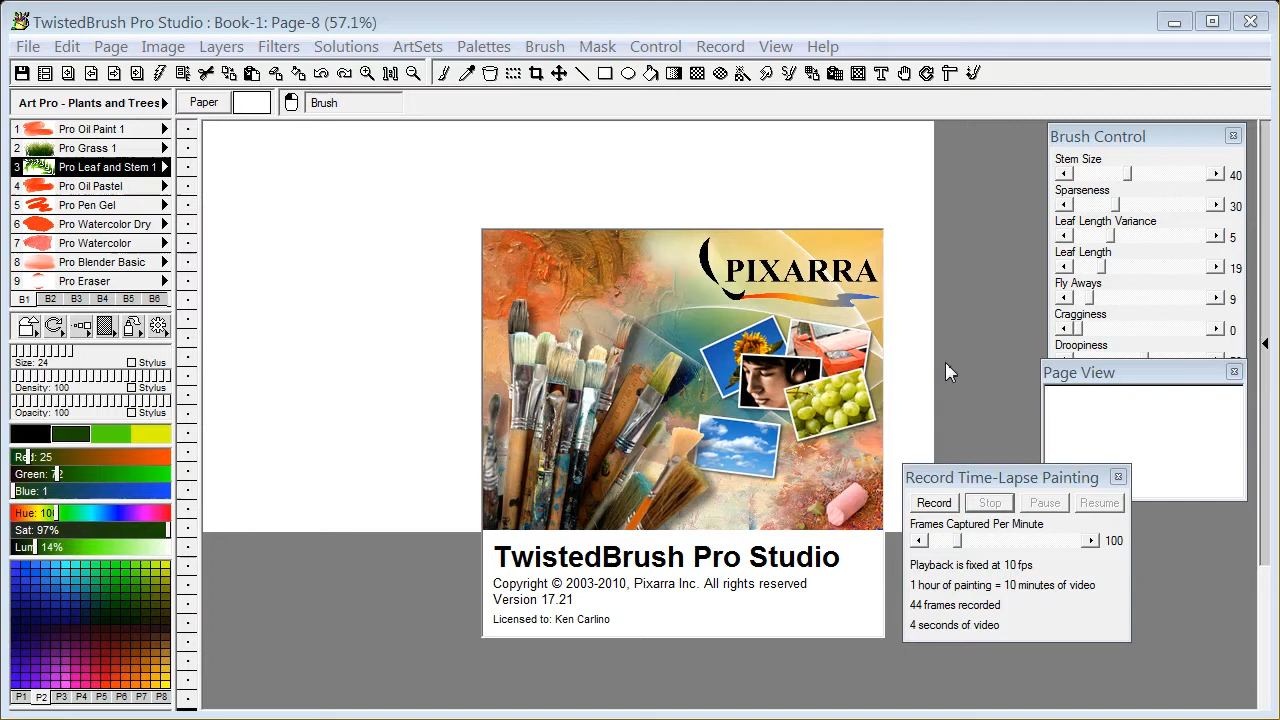 TwistedBrush Pro Studio : Book-1: Page-8 (57.1%)
File Edit Page Image Layers Filters Solutions ArtSets Palettes Brush Mask Control Record View Help
Art Pro - Plants and Trees
Paper
Brush
1 Pro Oil Paint 1
2 Pro Grass 1
3 Pro Leaf and Stem 1
4 Pro Oil Pastel
5 Pro Pen Gel
6 Pro Watercolor Dry
7 Pro Watercolor
8 Pro Blender Basic
9 Pro Eraser
B1 B2 B3 B4 B5 B6
Size: 24 Stylus
Density: 100 Stylus
Opacity: 100 Stylus
Red: 25
Green: 72
Blue: 1
Hue: 100
Sat: 97%
Lum: 14%
P1 P2 P3 P4 P5 P6 P7 P8
PIXARRA
TwistedBrush Pro Studio
Copyright © 2003-2010, Pixarra Inc. All rights reserved
Version 17.21
Licensed to: Ken Carlino
Brush Control
Stem Size
40
Sparseness
30
Leaf Length Variance
5
Leaf Length
19
Fly Aways
9
Cragginess
0
Droopiness
Page View
Record Time-Lapse Painting
Record Stop Pause Resume
Frames Captured Per Minute
100
Playback is fixed at 10 fps
1 hour of painting = 10 minutes of video
44 frames recorded
4 seconds of video